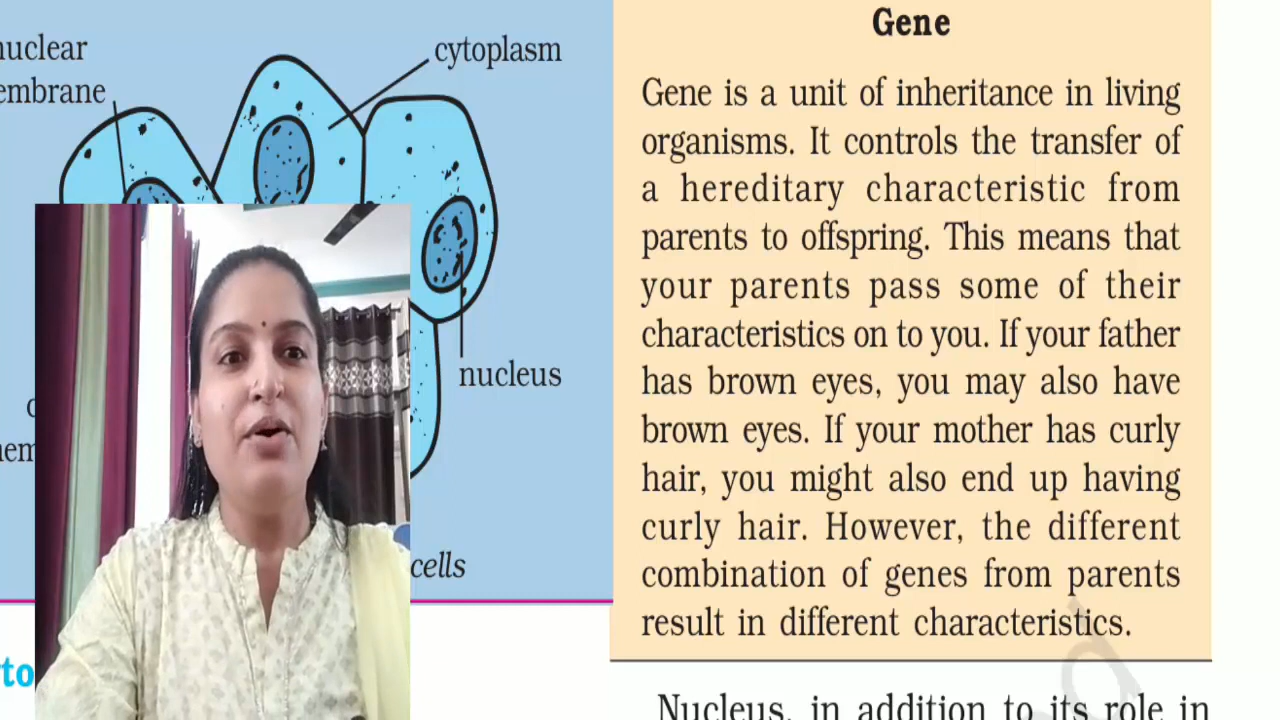 nuclear
embrane
cytoplasm
nucleus
cells
Gene
Gene is a unit of inheritance in living
organisms. It controls the transfer of
a hereditary characteristic from
parents to offspring. This means that
your parents pass some of their
characteristics on to you. If your father
has brown eyes, you may also have
brown eyes. If your mother has curly
hair, you might also end up having
curly hair. However, the different
combination of genes from parents
result in different characteristics.
Nucleus, in addition to its role in